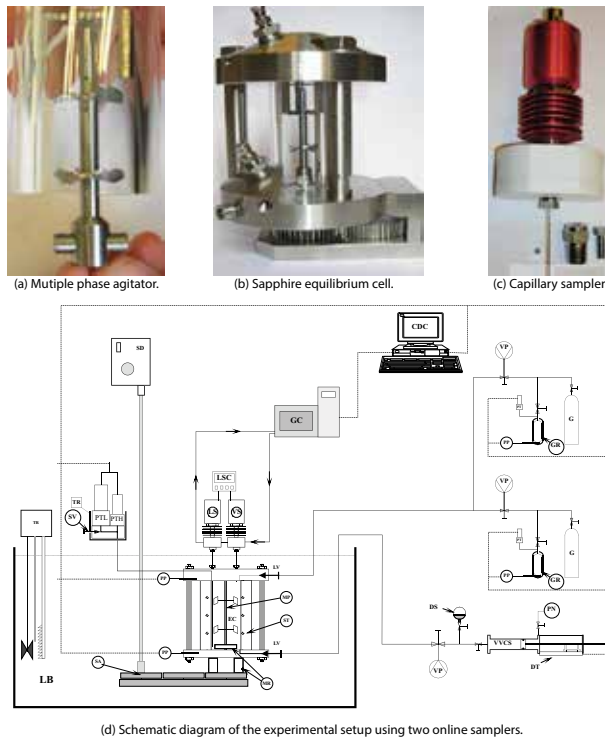 (a) Mutiple phase agitator.
(b) Sapphire equilibrium cell.
(c) Capillary sampler
CDC
SD
VP
GC
G
PP
GR
LSC
TR
LS
VS
VP
SV
PTL
PTH
TR
G
PP
GR
LV
PP
MP
EC
ST
DS
PN
PP
LV
VVCS
SA
MR
VP
DT
LB
(d) Schematic diagram of the experimental setup using two online samplers.